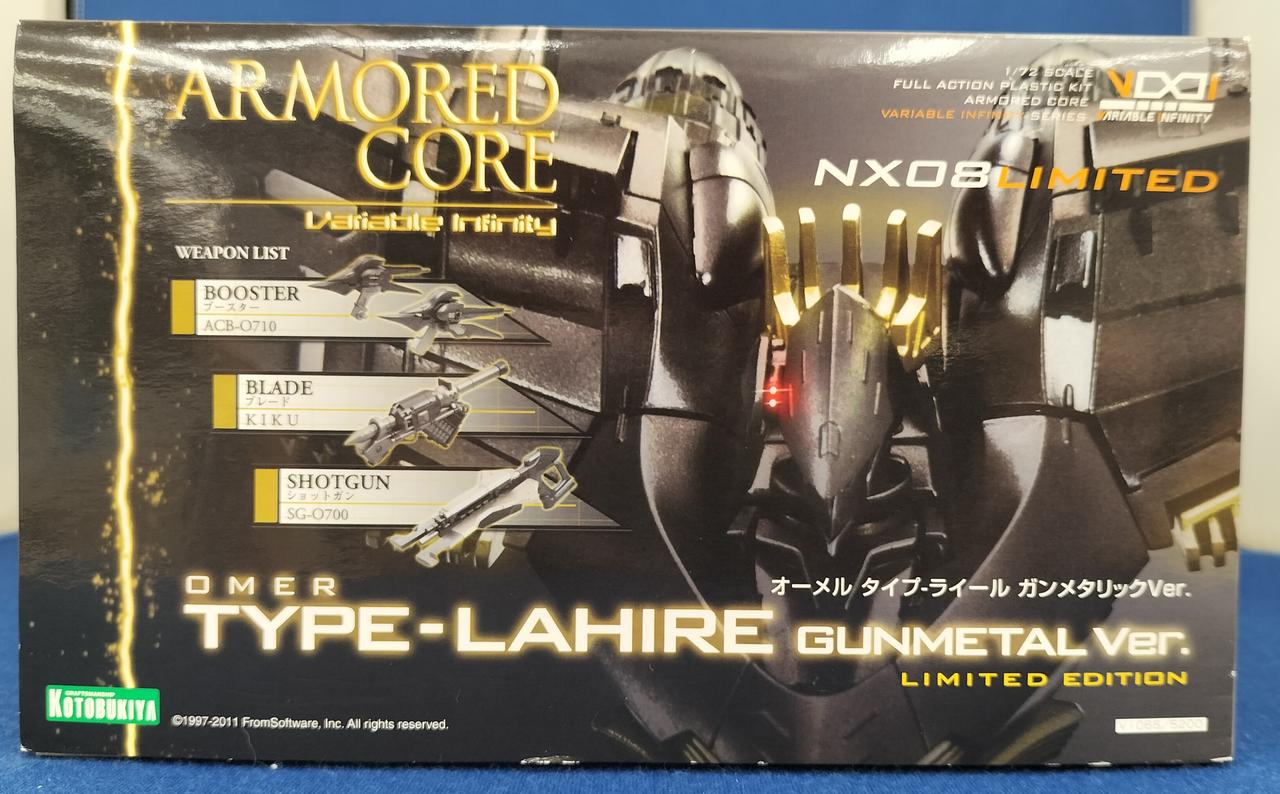 ARMORED
CORE
Variable Infinity
WEAPON LIST
BOOSTER
ブースター
ACB-O710
BLADE
ブレード
KIKU
SHOTGUN
ショットガン
SG-O700
1/72 SCALE
FULL ACTION PLASTIC KIT
ARMORED CORE
VARIABLE INFINITY SERIES
VARIABLE INFINITY
NX08LIMITED
OMER
オーメル タイプ-ライール ガンメタリックVer.
TYPE-LAHIRE GUNMETAL Ver.
LIMITED EDITION
CRAFTSMANSHIP
KOTOBUKIYA
©1997-2011 FromSoftware, Inc. All rights reserved.